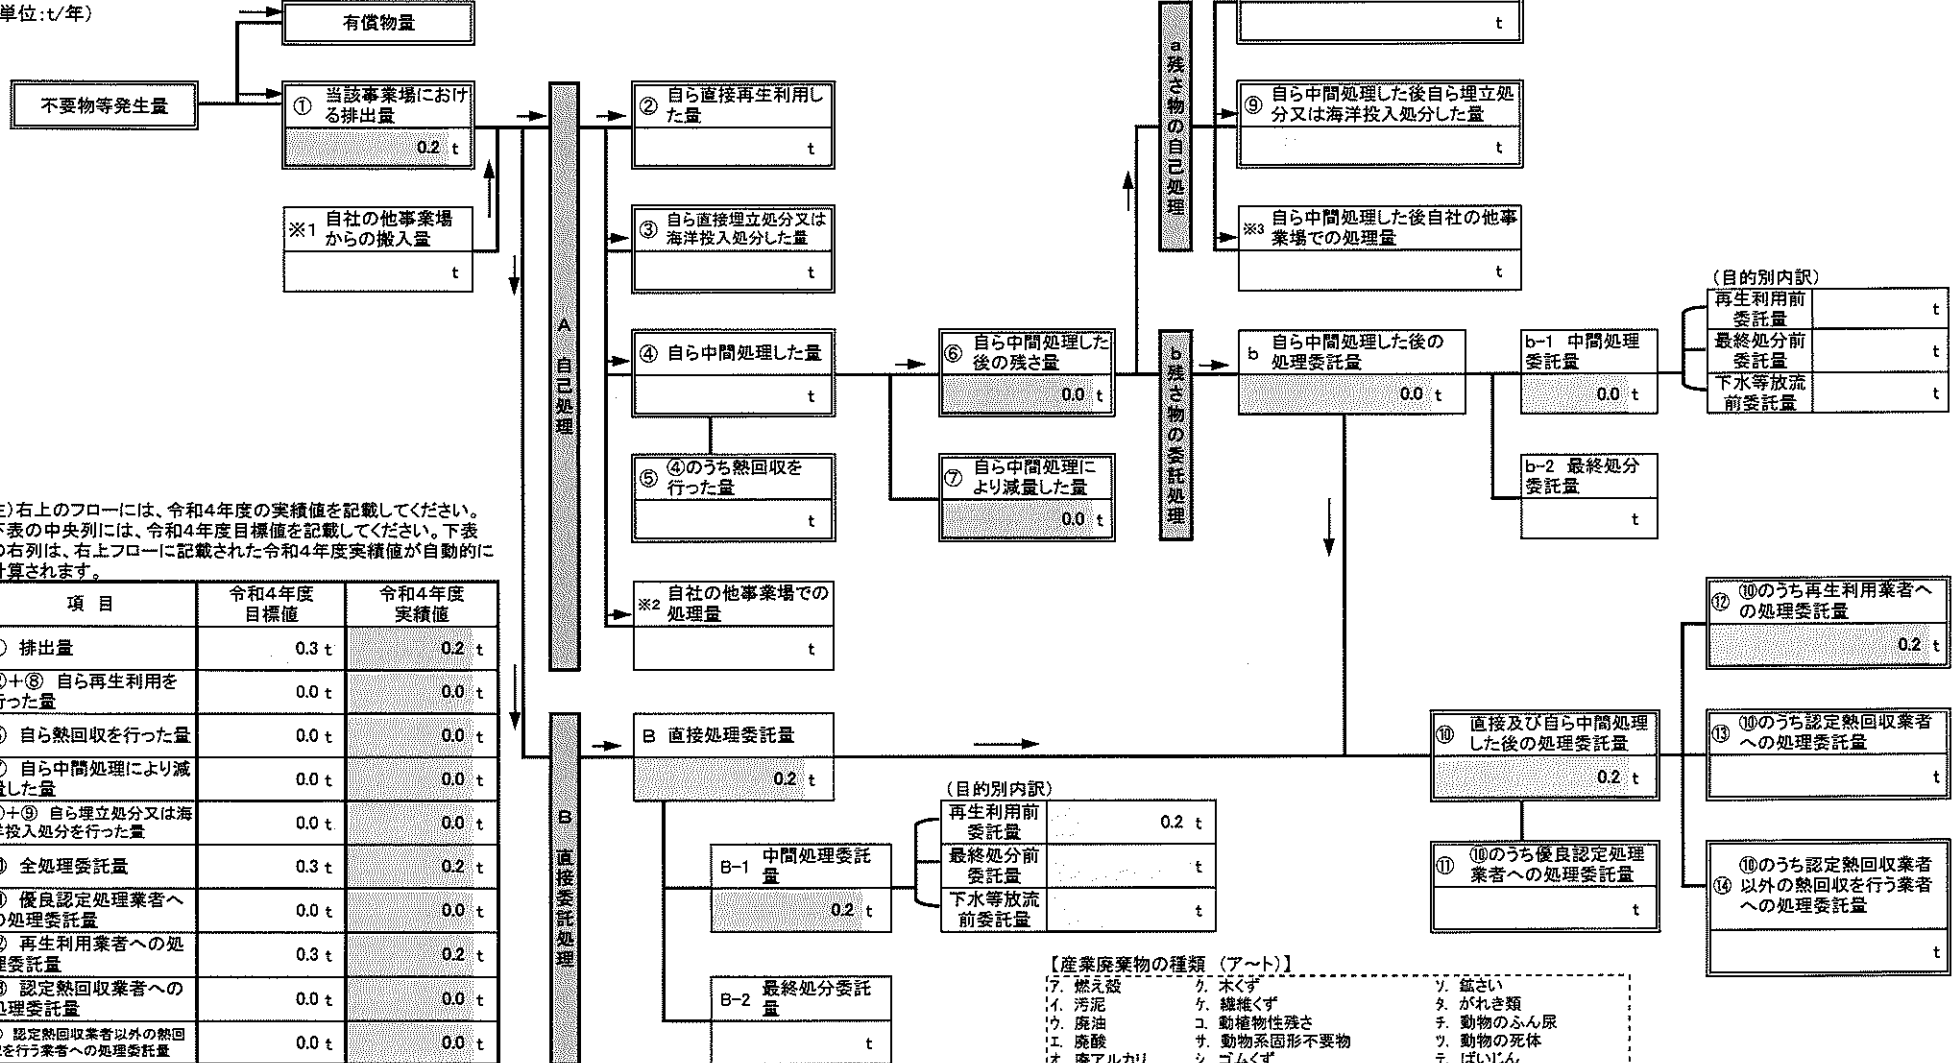 単位:t/年)
有償物量
不要物等発生量
① 当該事業場におけ
る排出量
0.2 t
※1 自社の他事業場
からの搬入量
t
A 自己処理
② 自ら直接再生利用し
た量
t
③ 自ら直接埋立処分又は
海洋投入処分した量
t
④ 自ら中間処理した量
t
⑤ ④のうち熱回収を
行った量
t
※2 自社の他事業場での
処理量
t
⑥ 自ら中間処理した
後の残さ量
0.0 t
⑦ 自ら中間処理に
より減量した量
0.0 t
a残さ物の自己処理
t
⑨ 自ら中間処理した後自ら埋立処
分又は海洋投入処分した量
t
※3 自ら中間処理した後自社の他事
業場での処理量
t
b残さ物の委託処理
b 自ら中間処理した後の
処理委託量
0.0 t
b-1 中間処理
委託量
0.0 t
b-2 最終処分
委託量
t
(目的別内訳)
再生利用前
委託量
t
最終処分前
委託量
t
下水等放流
前委託量
t
)右上のフローには、令和4年度の実績値を記載してください。
下表の中央列には、令和4年度目標値を記載してください。下表
の右列は、右上フローに記載された令和4年度実績値が自動的に
計算されます。
項 目
令和4年度
目標値
令和4年度
実績値
排出量 0.3 t 0.2 t
+⑧ 自ら再生利用を
行った量
0.0 t 0.0 t
自ら熱回収を行った量 0.0 t 0.0 t
自ら中間処理により減
量した量
0.0 t 0.0 t
+⑨ 自ら埋立処分又は海
洋投入処分を行った量
0.0 t 0.0 t
全処理委託量 0.3 t 0.2 t
優良認定処理業者へ
の処理委託量
0.0 t 0.0 t
再生利用業者への処
理委託量
0.3 t 0.2 t
認定熱回収業者への
処理委託量
0.0 t 0.0 t
認定熱回収業者以外の熱回
収を行う業者への処理委託量
0.0 t 0.0 t
B 直接委託処理
B 直接処理委託量
0.2 t
B-1 中間処理委託
量
0.2 t
B-2 最終処分委託
量
t
(目的別内訳)
再生利用前
委託量
0.2 t
最終処分前
委託量
t
下水等放流
前委託量
t
⑩ 直接及び自ら中間処理
した後の処理委託量
0.2 t
⑪ ⑩のうち優良認定処理
業者への処理委託量
t
⑫ ⑩のうち再生利用業者へ
の処理委託量
0.2 t
⑬ ⑩のうち認定熱回収業者
への処理委託量
t
⑭ ⑩のうち認定熱回収業者
以外の熱回収を行う業者
への処理委託量
t
【産業廃棄物の種類 (ア~ト)】
ア. 燃え殻 ク. 木くず ソ. 鉱さい
イ. 汚泥 ケ. 繊維くず タ. がれき類
ウ. 廃油 コ. 動植物性残さ チ. 動物のふん尿
エ. 廃酸 サ. 動物系固形不要物 ツ. 動物の死体
オ. 廃アルカリ シ. ゴムくず テ. ばいじん